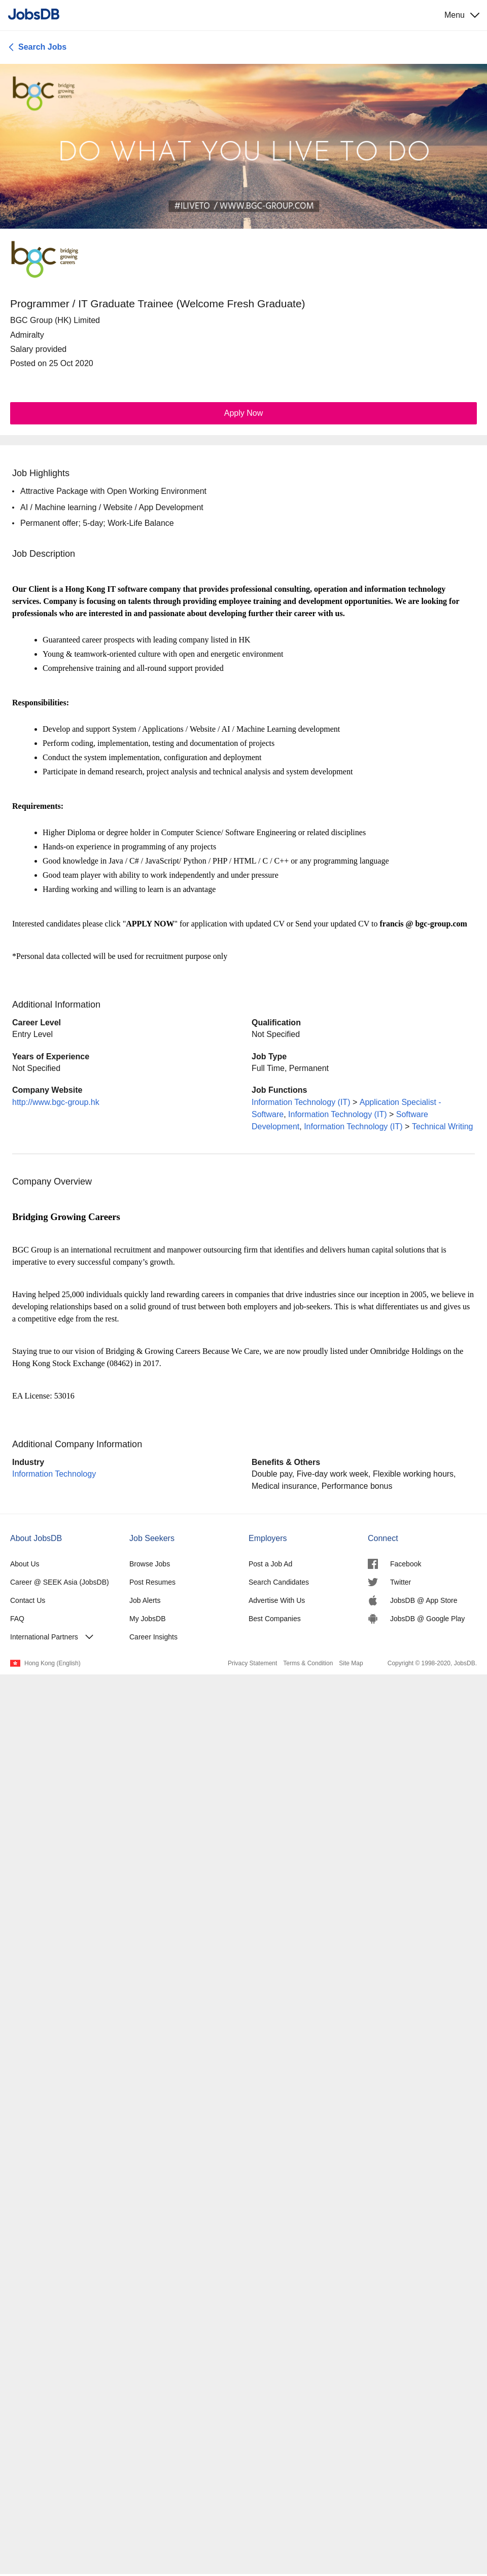 JobsDB
Menu
Search Jobs
bgc bridging
growing
careers
DO WHAT YOU LIVE TO DO
#ILIVETO / WWW.BGC-GROUP.COM
bgc bridging
growing
careers
Programmer / IT Graduate Trainee (Welcome Fresh Graduate)
BGC Group (HK) Limited
Admiralty
Salary provided
Posted on 25 Oct 2020
Apply Now
Job Highlights
• Attractive Package with Open Working Environment
• AI / Machine learning / Website / App Development
• Permanent offer; 5-day; Work-Life Balance
Job Description
Our Client is a Hong Kong IT software company that provides professional consulting, operation and information technology
services. Company is focusing on talents through providing employee training and development opportunities. We are looking for
professionals who are interested in and passionate about developing further their career with us.
• Guaranteed career prospects with leading company listed in HK
• Young & teamwork-oriented culture with open and energetic environment
• Comprehensive training and all-round support provided
Responsibilities:
• Develop and support System / Applications / Website / AI / Machine Learning development
• Perform coding, implementation, testing and documentation of projects
• Conduct the system implementation, configuration and deployment
• Participate in demand research, project analysis and technical analysis and system development
Requirements:
• Higher Diploma or degree holder in Computer Science/ Software Engineering or related disciplines
• Hands-on experience in programming of any projects
• Good knowledge in Java / C# / JavaScript/ Python / PHP / HTML / C / C++ or any programming language
• Good team player with ability to work independently and under pressure
• Harding working and willing to learn is an advantage
Interested candidates please click "APPLY NOW" for application with updated CV or Send your updated CV to francis @ bgc-group.com
*Personal data collected will be used for recruitment purpose only
Additional Information
Career Level
Entry Level
Qualification
Not Specified
Years of Experience
Not Specified
Job Type
Full Time, Permanent
Company Website
http://www.bgc-group.hk
Job Functions
Information Technology (IT) > Application Specialist -
Software, Information Technology (IT) > Software
Development, Information Technology (IT) > Technical Writing
Company Overview
Bridging Growing Careers
BGC Group is an international recruitment and manpower outsourcing firm that identifies and delivers human capital solutions that is
imperative to every successful company’s growth.
Having helped 25,000 individuals quickly land rewarding careers in companies that drive industries since our inception in 2005, we believe in
developing relationships based on a solid ground of trust between both employers and job-seekers. This is what differentiates us and gives us
a competitive edge from the rest.
Staying true to our vision of Bridging & Growing Careers Because We Care, we are now proudly listed under Omnibridge Holdings on the
Hong Kong Stock Exchange (08462) in 2017.
EA License: 53016
Additional Company Information
Industry
Information Technology
Benefits & Others
Double pay, Five-day work week, Flexible working hours,
Medical insurance, Performance bonus
About JobsDB
About Us
Career @ SEEK Asia (JobsDB)
Contact Us
FAQ
International Partners
Job Seekers
Browse Jobs
Post Resumes
Job Alerts
My JobsDB
Career Insights
Employers
Post a Job Ad
Search Candidates
Advertise With Us
Best Companies
Connect
Facebook
Twitter
JobsDB @ App Store
JobsDB @ Google Play
Hong Kong (English)
Privacy Statement Terms & Condition Site Map Copyright © 1998-2020, JobsDB.